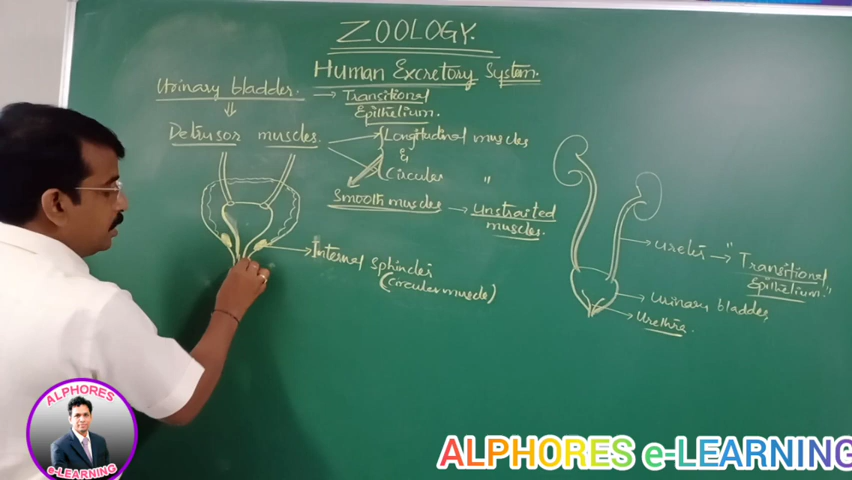 ZOOLOGY.
Human Excretory System.
Urinary bladder. → Transitional
Epithelium.
⇓
Detrusor muscles.
Longitudinal muscles
&
Circular "
Smooth muscles → Unstraited
muscles.
Internal Sphincter
(Circular muscle)
ureter → "Transitional
Epithelium."
Urinary bladder,
Urethra.
ALPHORES
e-LEARNING
ALPHORES e-LEARNING